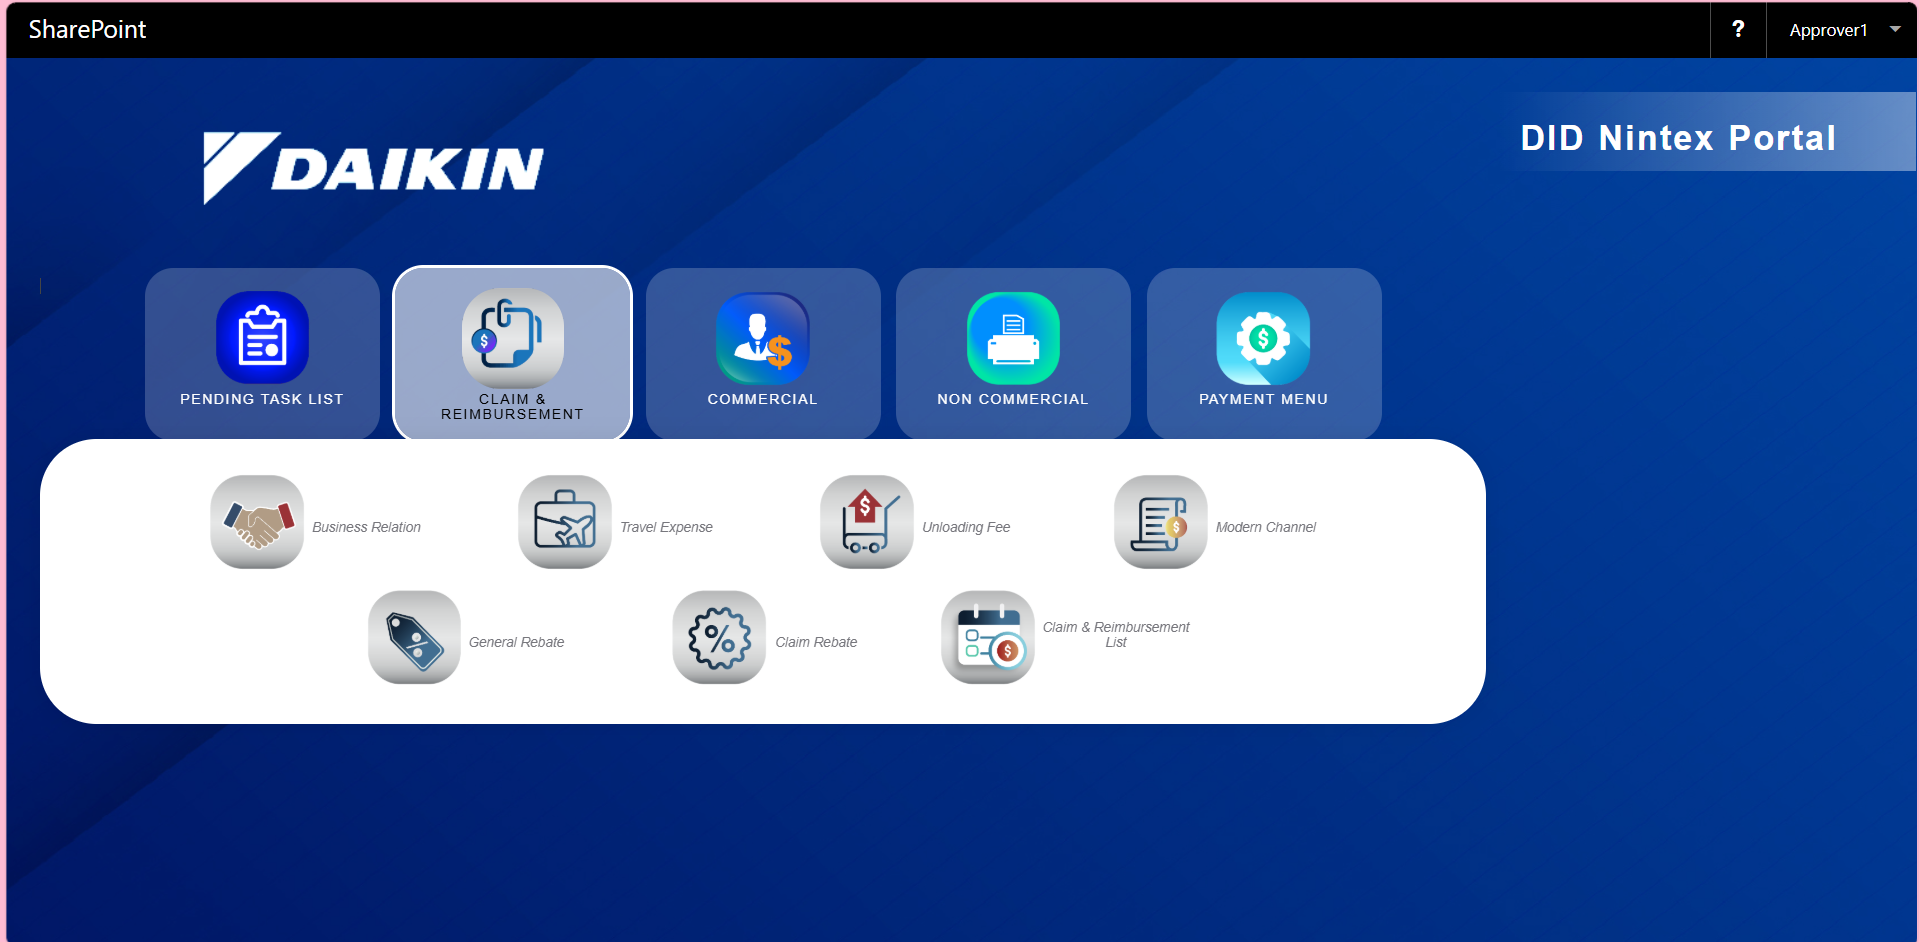 SharePoint
?
Approver1
DID Nintex Portal
DAIKIN
PENDING TASK LIST
CLAIM &
REIMBURSEMENT
COMMERCIAL
NON COMMERCIAL
PAYMENT MENU
Business Relation
Travel Expense
Unloading Fee
Modern Channel
General Rebate
Claim Rebate
Claim & Reimbursement
List